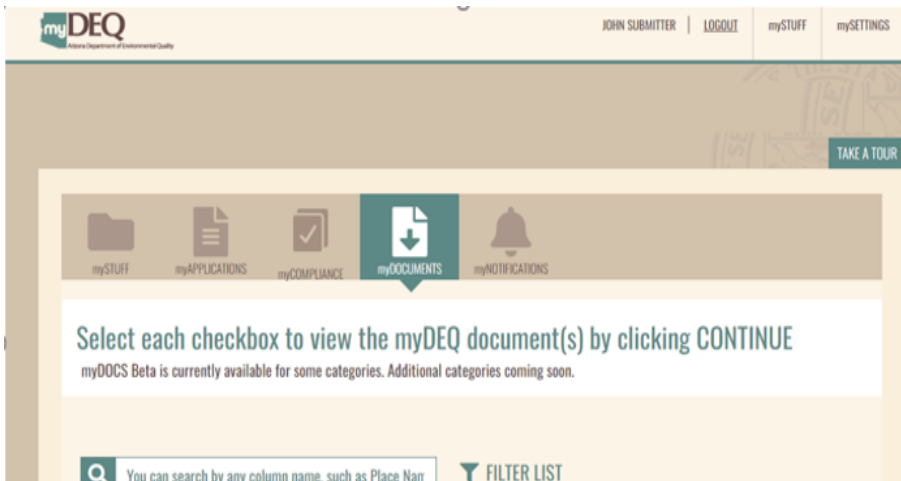 myDEQ
Arizona Department of Environmental Quality
JOHN SUBMITTER | LOGOUT mySTUFF mySETTINGS
TAKE A TOUR
mySTUFF myAPPLICATIONS myCOMPLIANCE myDOCUMENTS myNOTIFICATIONS
Select each checkbox to view the myDEQ document(s) by clicking CONTINUE
myDOCS Beta is currently available for some categories. Additional categories coming soon.
You can search by any column name, such as Place Nam FILTER LIST